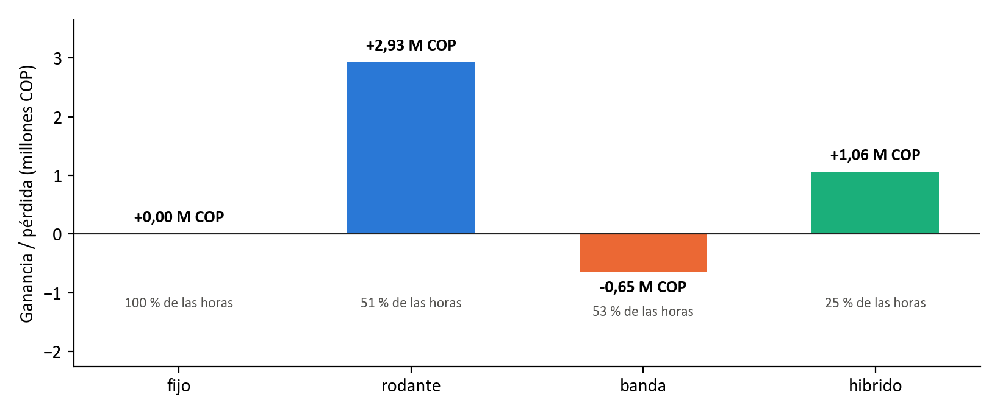 Ganancia / pérdida (millones COP)
3
2
1
0
−1
−2
+0,00 M COP
+2,93 M COP
-0,65 M COP
+1,06 M COP
100 % de las horas
51 % de las horas
53 % de las horas
25 % de las horas
fijo
rodante
banda
hibrido